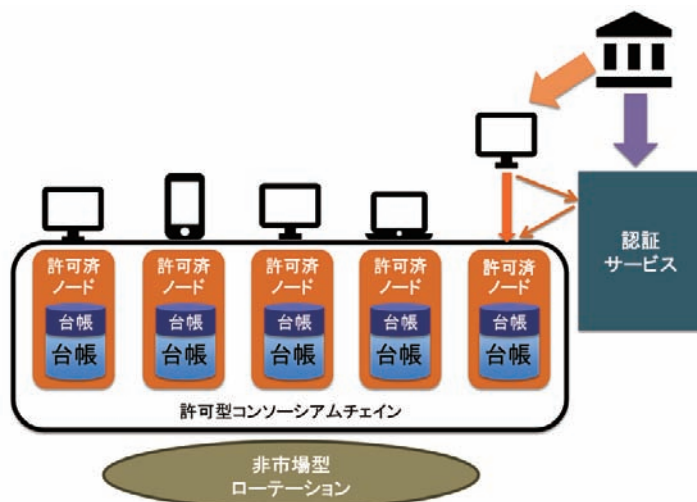 認証
サービス
許可済
ノード
台帳
台帳
許可済
ノード
台帳
台帳
許可済
ノード
台帳
台帳
許可済
ノード
台帳
台帳
許可済
ノード
台帳
台帳
許可型コンソーシアムチェイン
非市場型
ローテーション